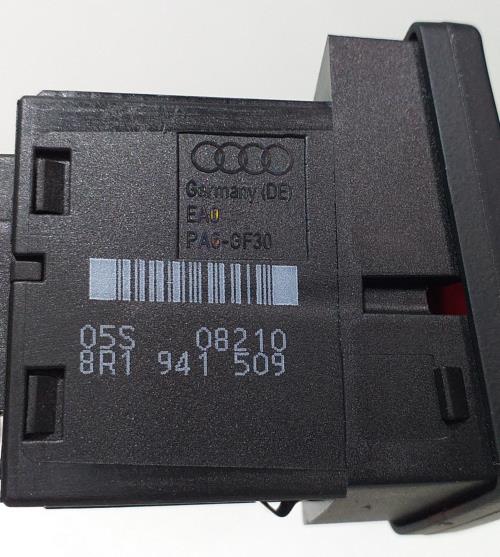 Germany (DE)
EA0
PA6-GF30
05S 08210
8R1 941 509